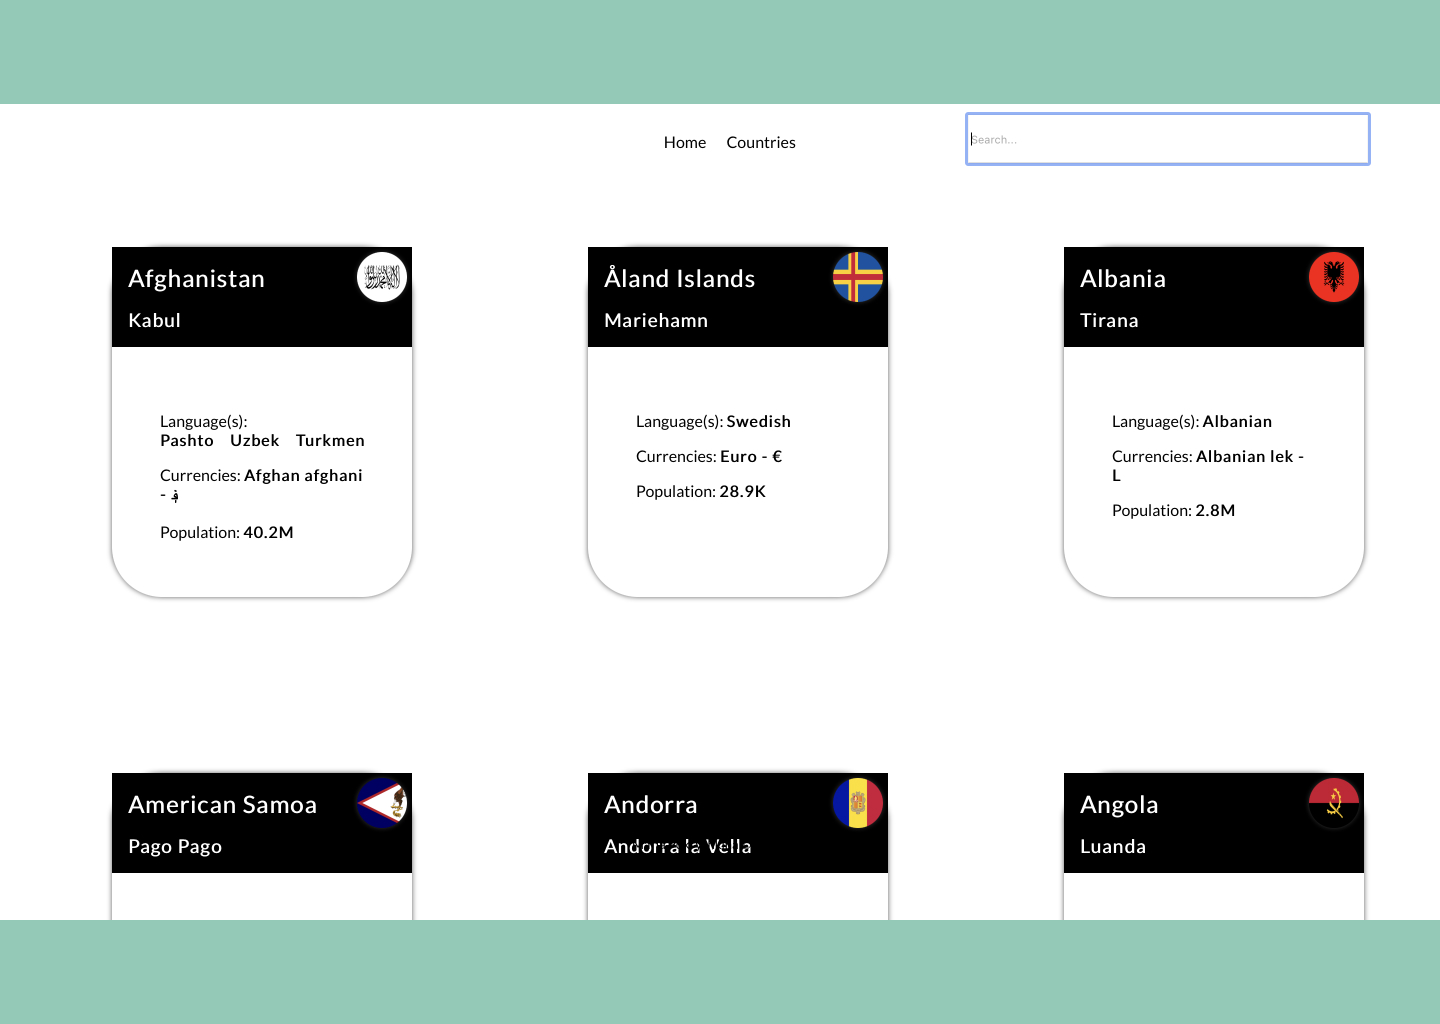 Home Countries
Search...
Afghanistan
Kabul
Language(s):
Pashto Uzbek Turkmen
Currencies: Afghan afghani
- ؋
Population: 40.2M
Åland Islands
Mariehamn
Language(s): Swedish
Currencies: Euro - €
Population: 28.9K
Albania
Tirana
Language(s): Albanian
Currencies: Albanian lek -
L
Population: 2.8M
American Samoa
Pago Pago
Andorra
Andorra la Vella
Angola
Luanda